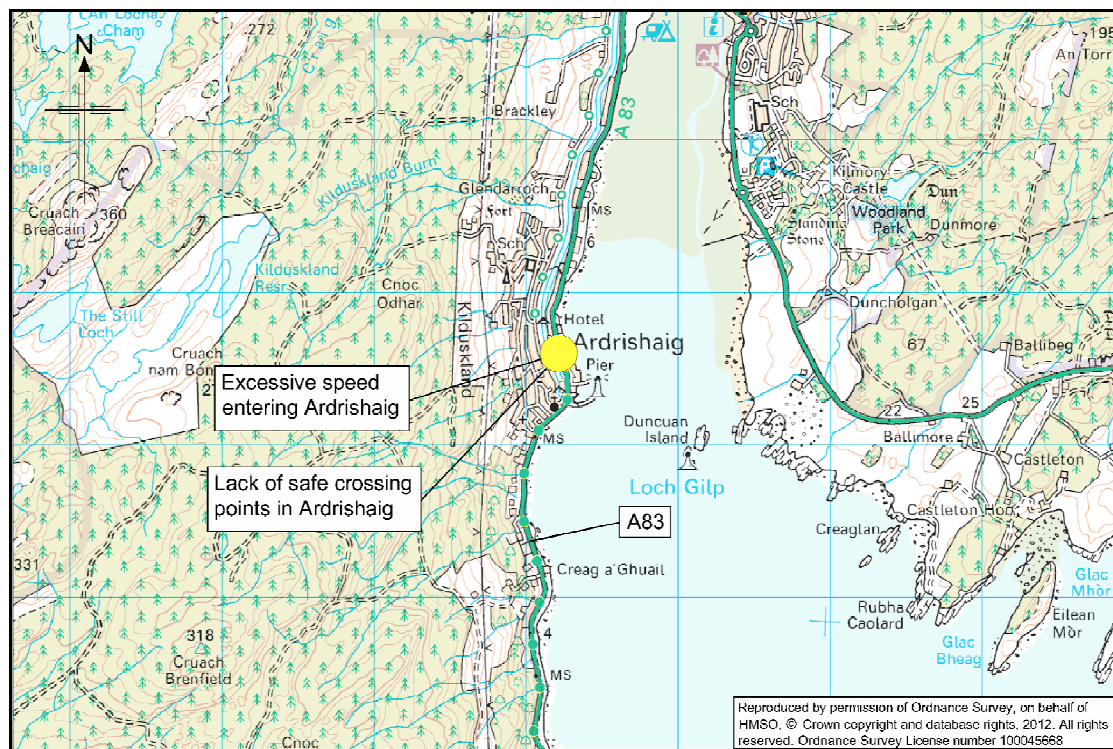 An Lochan
Cham
272
N
Brackley
A 83
Sch
195
An Torr
Kilduskland Burn
Glendarroch
Fort
MS
Sch
6
Kilmory
Castle
Dun
Woodland
Park
Dunmore
Standing
Stone
Cruach
Breacain
360
7
Kilduskland
Resr
Cnoc
Odhar
The Still
Loch
Hotel
Duncholgan
67
Ballibeg
Cruach
nam Bon
2
Kilduskland
Ardrishaig
Pier
Excessive speed
entering Ardrishaig
MS
Duncuan
Island
22
25
Ballimore
Castleton
Lack of safe crossing
points in Ardrishaig
Loch Gilp
A83
Castleton Hoo
Creaglan
331
Creag a'Ghuail
Glac
Mhòr
Rubha
Caolard
Eilean
Mòr
318
Cruach
Brenfield
4
Glac
Bheag
MS
Cnoc
Reproduced by permission of Ordnance Survey, on behalf of
HMSO, © Crown copyright and database rights, 2012. All rights
reserved. Ordnance Survey License number 100045668